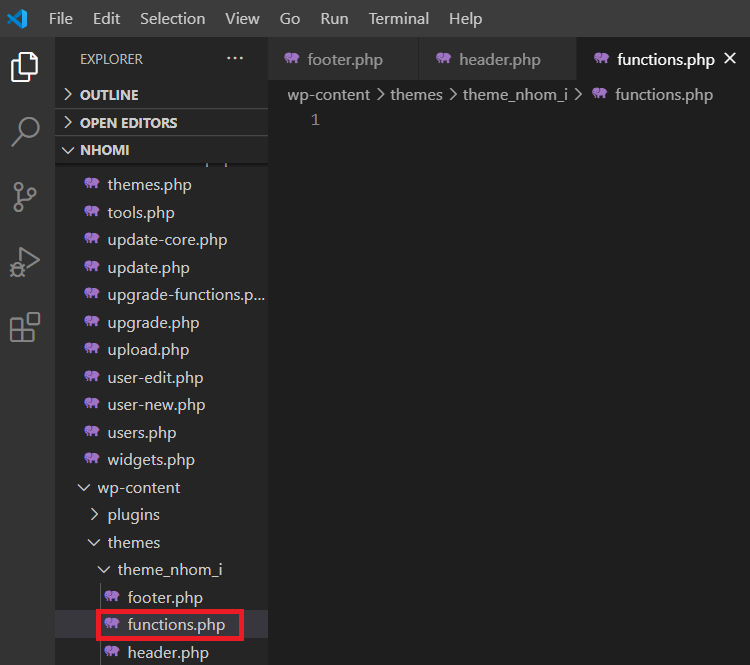 File Edit Selection View Go Run Terminal Help
EXPLORER ...
footer.php header.php functions.php
OUTLINE
wp-content > themes > theme_nhom_i > functions.php
OPEN EDITORS
1
NHOMI
themes.php
tools.php
update-core.php
update.php
upgrade-functions.p...
upgrade.php
upload.php
user-edit.php
user-new.php
users.php
widgets.php
wp-content
plugins
themes
theme_nhom_i
footer.php
functions.php
header.php